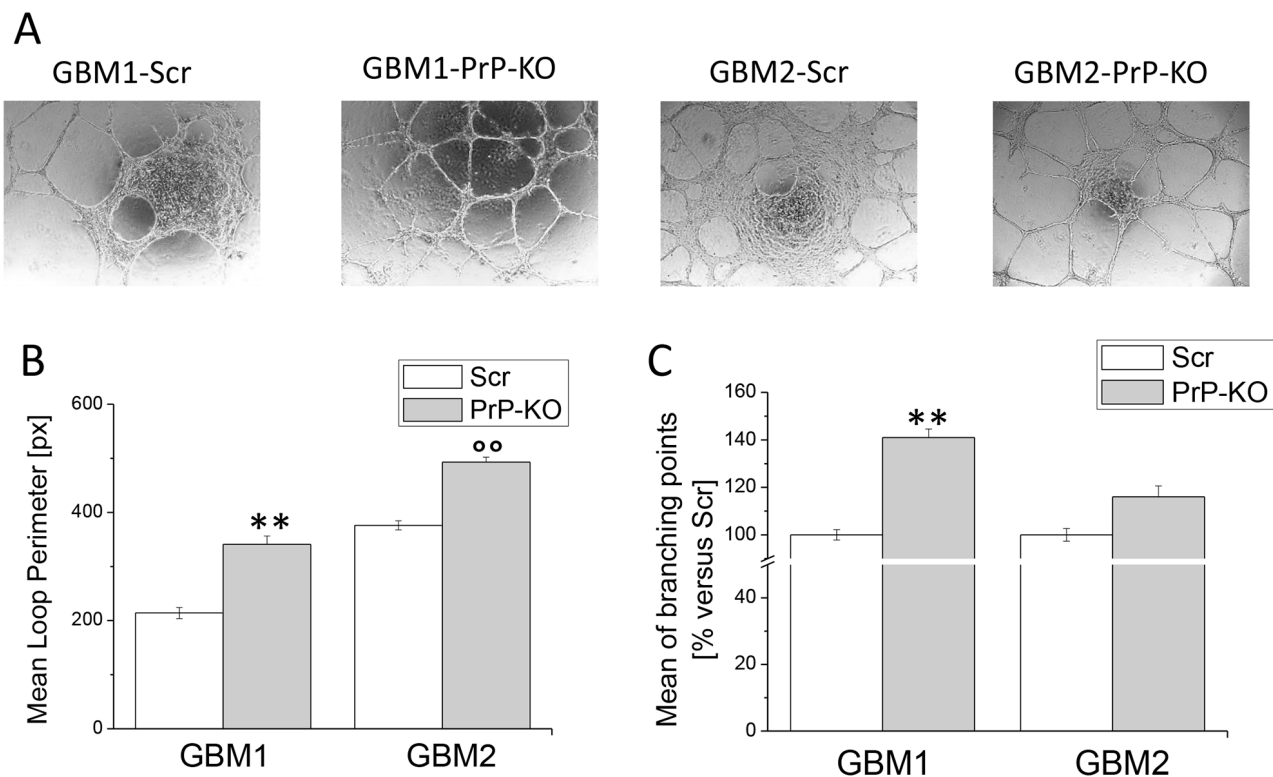 A
GBM1-Scr
GBM1-PrP-KO
GBM2-Scr
GBM2-PrP-KO
B
Scr
PrP-KO
Mean Loop Perimeter [px]
600
400
200
0
**
°°
GBM1
GBM2
C
Scr
PrP-KO
Mean of branching points
[% versus Scr]
160
140
120
100
40
20
0
**
GBM1
GBM2